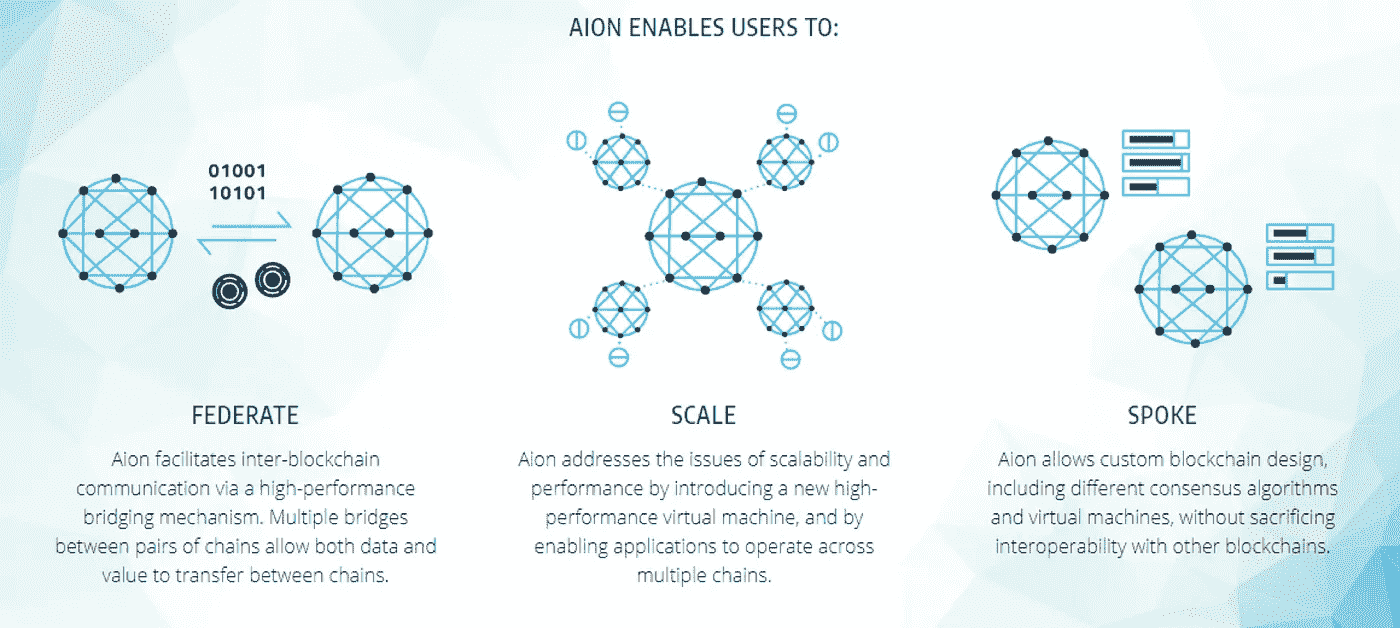 AION ENABLES USERS TO:
01001
10101
FEDERATE
Aion facilitates inter-blockchain
communication via a high-performance
bridging mechanism. Multiple bridges
between pairs of chains allow both data and
value to transfer between chains.
SCALE
Aion addresses the issues of scalability and
performance by introducing a new high-
performance virtual machine, and by
enabling applications to operate across
multiple chains.
SPOKE
Aion allows custom blockchain design,
including different consensus algorithms
and virtual machines, without sacrificing
interoperability with other blockchains.